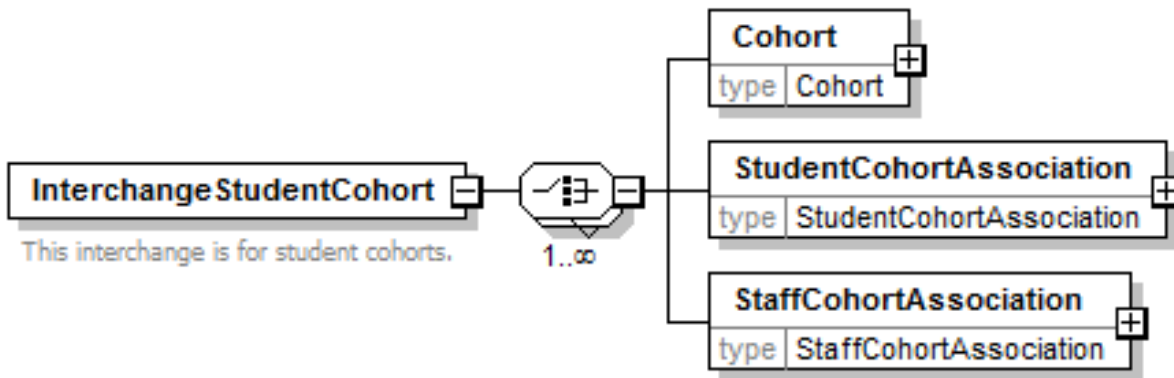 Cohort
type Cohort
InterchangeStudentCohort
This interchange is for student cohorts.
1..∞
StudentCohortAssociation
type StudentCohortAssociation
StaffCohortAssociation
type StaffCohortAssociation